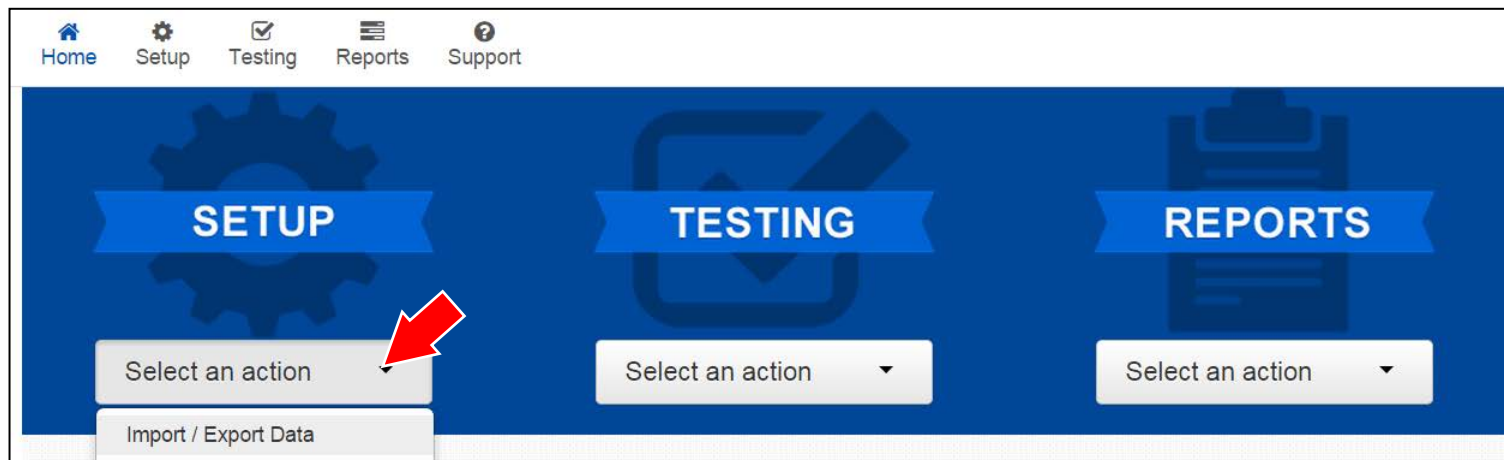 Home Setup Testing Reports Support
SETUP TESTING REPORTS
Select an action Select an action Select an action
Import / Export Data